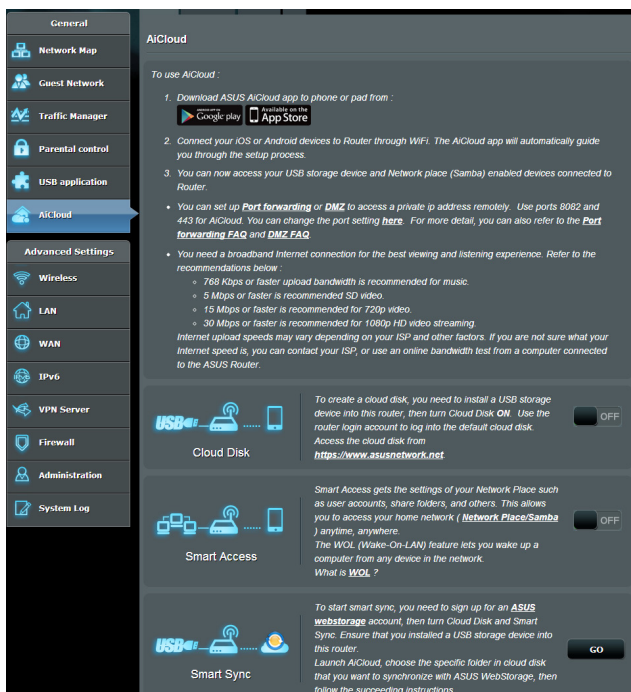 General
Network Map
Guest Network
Traffic Manager
Parental control
USB application
AiCloud
Advanced Settings
Wireless
LAN
WAN
IPv6
VPN Server
Firewall
Administration
System Log
AiCloud
To use AiCloud :
1. Download ASUS AiCloud app to phone or pad from :
ANDROID APP ON
Google play
Available on the
App Store
2. Connect your iOS or Android devices to Router through WiFi. The AiCloud app will automatically guide
you through the setup process.
3. You can now access your USB storage device and Network place (Samba) enabled devices connected to
Router.
• You can set up Port forwarding or DMZ to access a private ip address remotely. Use ports 8082 and
443 for AiCloud. You can change the port setting here. For more detail, you can also refer to the Port
forwarding FAQ and DMZ FAQ.
• You need a broadband Internet connection for the best viewing and listening experience. Refer to the
recommendations below :
768 Kbps or faster upload bandwidth is recommended for music.
5 Mbps or faster is recommended SD video.
15 Mbps or faster is recommended for 720p video.
30 Mbps or faster is recommended for 1080p HD video streaming.
Internet upload speeds may vary depending on your ISP and other factors. If you are not sure what your
Internet speed is, you can contact your ISP, or use an online bandwidth test from a computer connected
to the ASUS Router.
USB
Cloud Disk
To create a cloud disk, you need to install a USB storage
device into this router, then turn Cloud Disk ON. Use the
router login account to log into the default cloud disk.
Access the cloud disk from
https://www.asusnetwork.net.
OFF
Smart Access
Smart Access gets the settings of your Network Place such
as user accounts, share folders, and others. This allows
you to access your home network ( Network Place/Samba
) anytime, anywhere.
The WOL (Wake-On-LAN) feature lets you wake up a
computer from any device in the network.
What is WOL ?
OFF
USB
Smart Sync
To start smart sync, you need to sign up for an ASUS
webstorage account, then turn Cloud Disk and Smart
Sync. Ensure that you installed a USB storage device into
this router.
Launch AiCloud, choose the specific folder in cloud disk
that you want to synchronize with ASUS WebStorage, then
follow the succeeding instructions.
GO